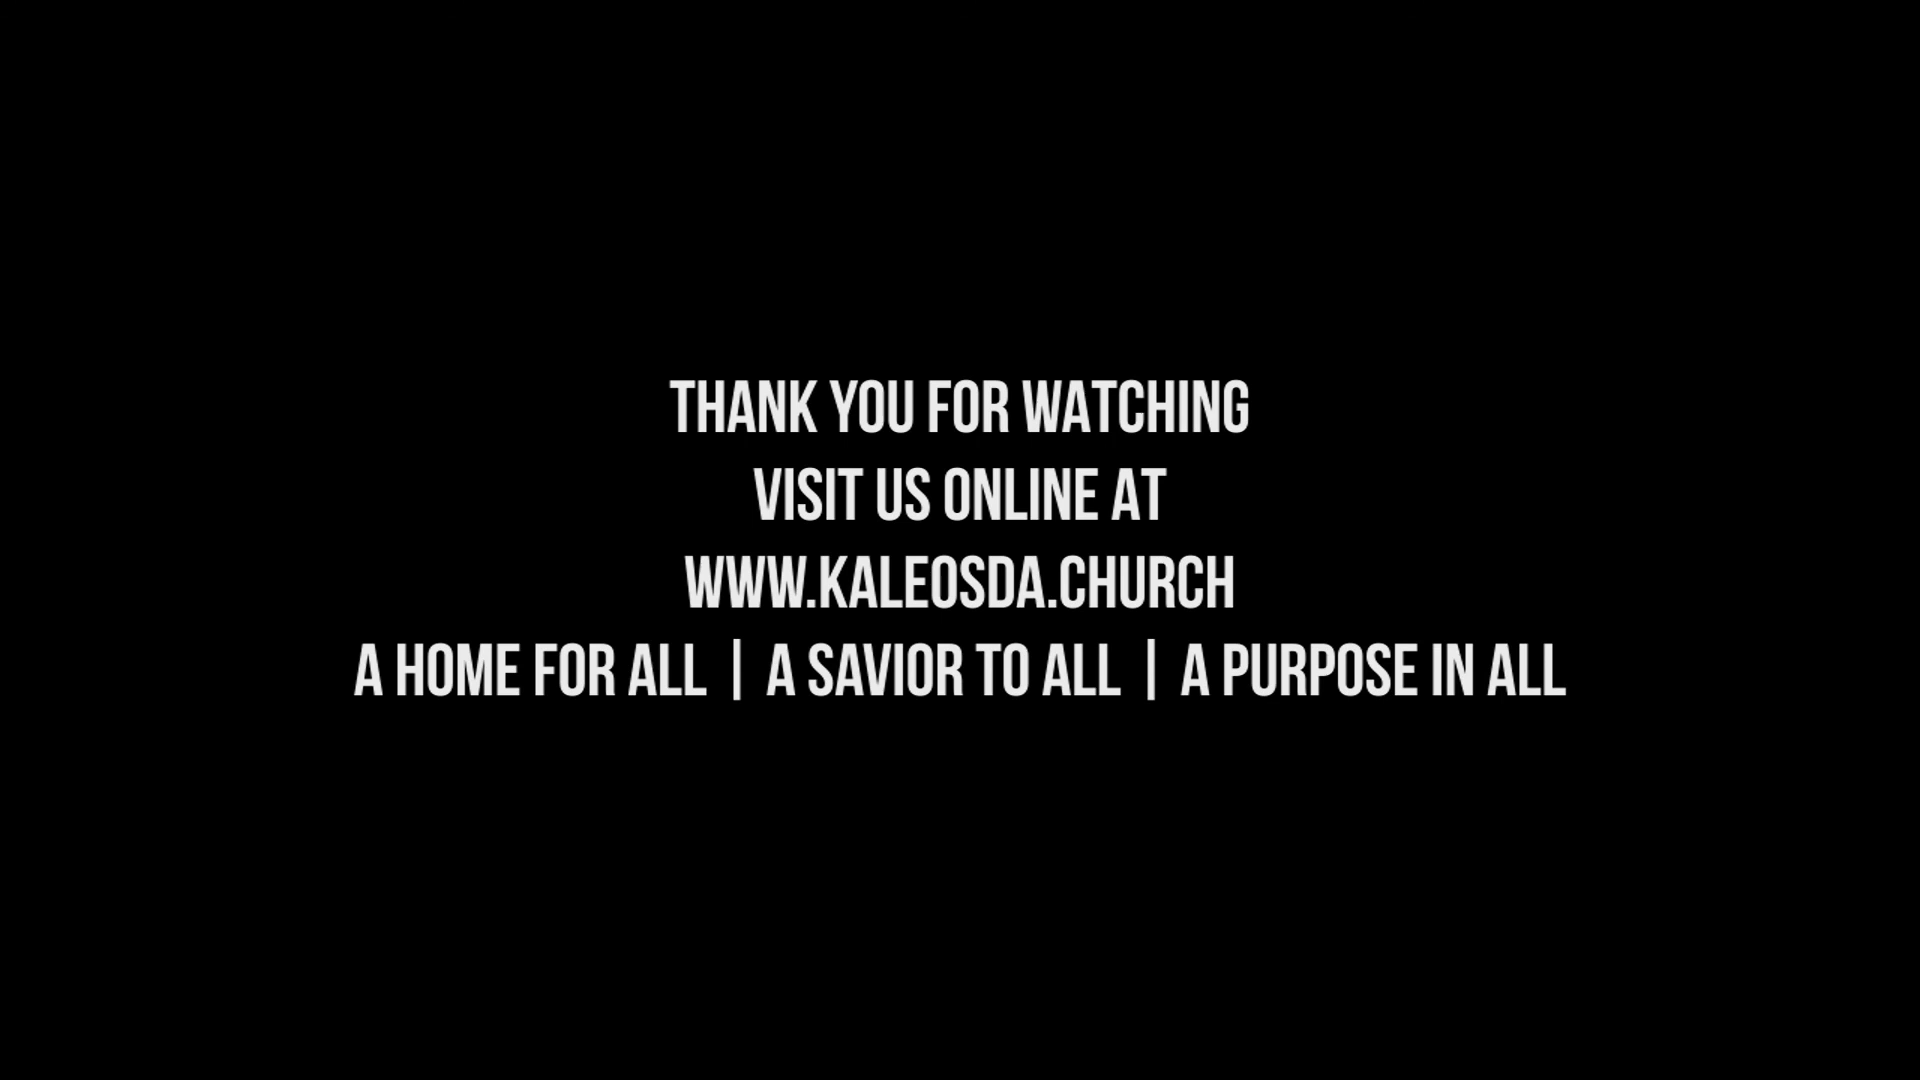 THANK YOU FOR WATCHING
VISIT US ONLINE AT
WWW.KALEOSDA.CHURCH
A HOME FOR ALL | A SAVIOR TO ALL | A PURPOSE IN ALL